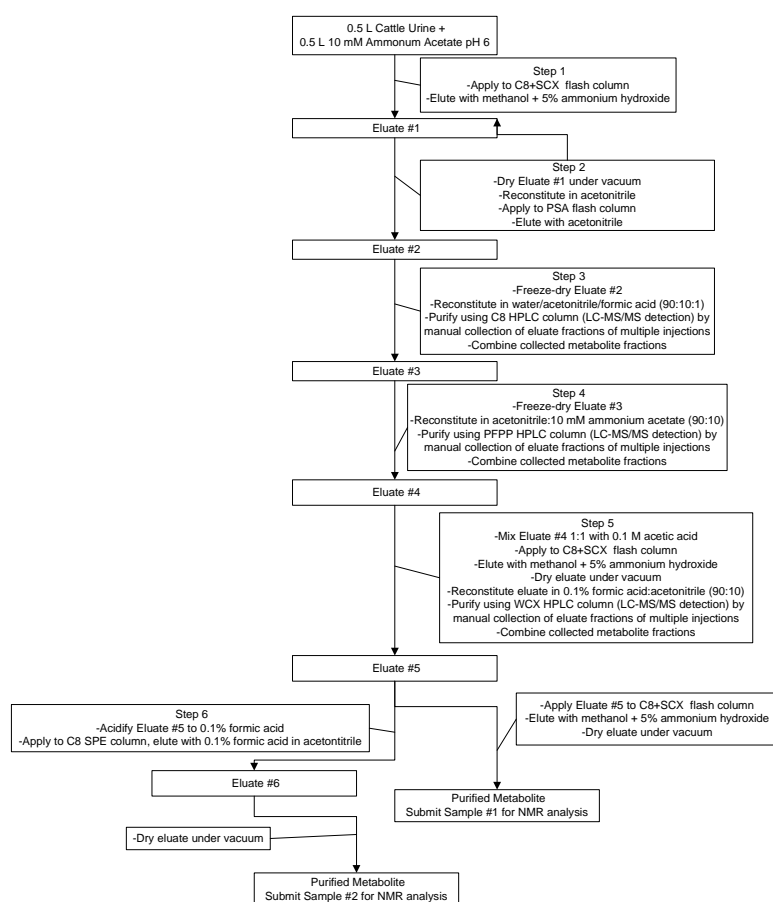 0.5 L Cattle Urine +
0.5 L 10 mM Ammonum Acetate pH 6
Step 1
-Apply to C8+SCX flash column
-Elute with methanol + 5% ammonium hydroxide
Eluate #1
Step 2
-Dry Eluate #1 under vacuum
-Reconstitute in acetonitrile
-Apply to PSA flash column
-Elute with acetonitrile
Eluate #2
Step 3
-Freeze-dry Eluate #2
-Reconstitute in water/acetonitrile/formic acid (90:10:1)
-Purify using C8 HPLC column (LC-MS/MS detection) by
manual collection of eluate fractions of multiple injections
-Combine collected metabolite fractions
Eluate #3
Step 4
-Freeze-dry Eluate #3
-Reconstitute in acetonitrile:10 mM ammonium acetate (90:10)
-Purify using PFPP HPLC column (LC-MS/MS detection) by
manual collection of eluate fractions of multiple injections
-Combine collected metabolite fractions
Eluate #4
Step 5
-Mix Eluate #4 1:1 with 0.1 M acetic acid
-Apply to C8+SCX flash column
-Elute with methanol + 5% ammonium hydroxide
-Dry eluate under vacuum
-Reconstitute eluate in 0.1% formic acid:acetonitrile (90:10)
-Purify using WCX HPLC column (LC-MS/MS detection) by
manual collection of eluate fractions of multiple injections
-Combine collected metabolite fractions
Eluate #5
Step 6
-Acidify Eluate #5 to 0.1% formic acid
-Apply to C8 SPE column, elute with 0.1% formic acid in acetontitrile
-Apply Eluate #5 to C8+SCX flash column
-Elute with methanol + 5% ammonium hydroxide
-Dry eluate under vacuum
Eluate #6
Purified Metabolite
Submit Sample #1 for NMR analysis
-Dry eluate under vacuum
Purified Metabolite
Submit Sample #2 for NMR analysis